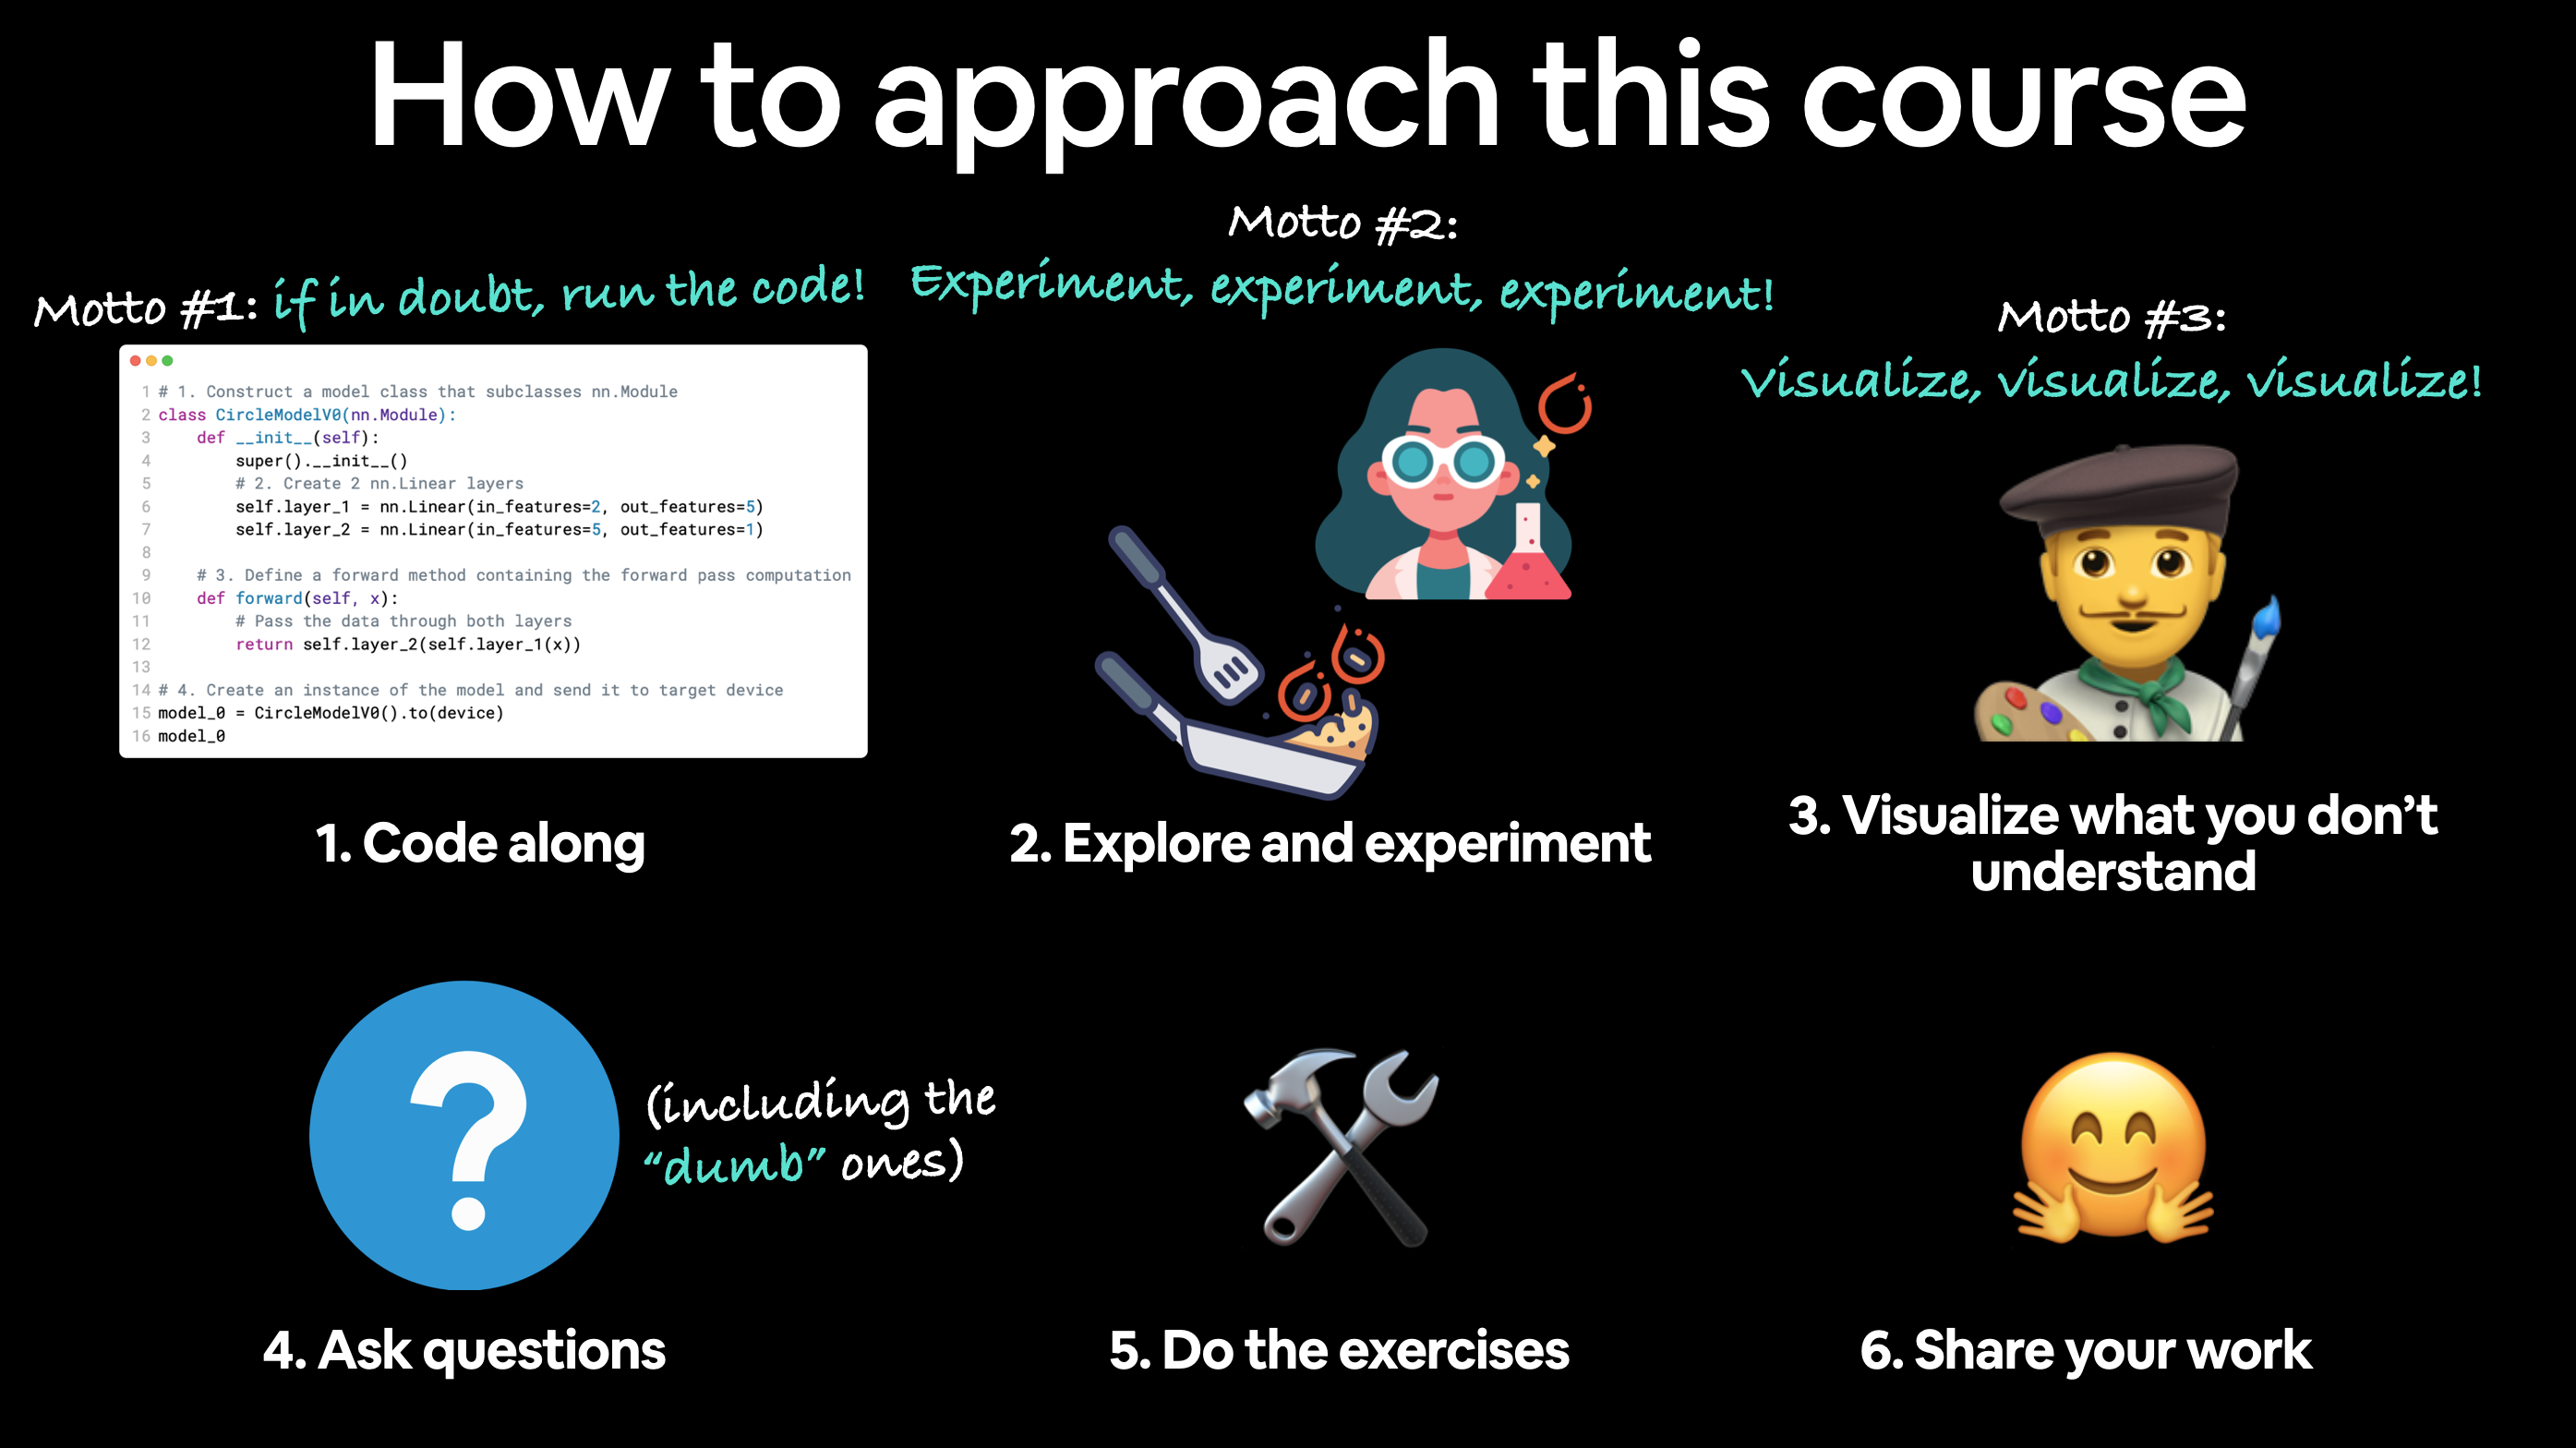 How to approach this course
Motto #1: if in doubt, run the code!
1 # 1. Construct a model class that subclasses nn.Module
2 class CircleModelV0(nn.Module):
3     def __init__(self):
4         super().__init__()
5         # 2. Create 2 nn.Linear layers
6         self.layer_1 = nn.Linear(in_features=2, out_features=5)
7         self.layer_2 = nn.Linear(in_features=5, out_features=1)
8
9     # 3. Define a forward method containing the forward pass computation
10     def forward(self, x):
11         # Pass the data through both layers
12         return self.layer_2(self.layer_1(x))
13
14 # 4. Create an instance of the model and send it to target device
15 model_0 = CircleModelV0().to(device)
16 model_0
1. Code along
Motto #2:
Experiment, experiment, experiment!
2. Explore and experiment
Motto #3:
Visualize, visualize, visualize!
3. Visualize what you don’t
understand
?
(including the
“dumb” ones)
4. Ask questions
5. Do the exercises
6. Share your work